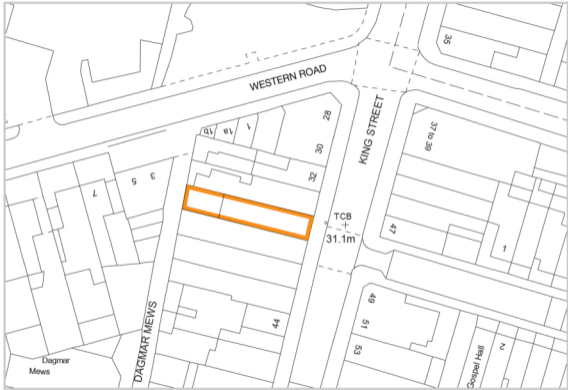 35
WESTERN ROAD
28
KING STREET
37 to 39
1b
1a
1
30
32
3
5
7
TCB
31.1m
47
1
44
49
51
53
DAGMAR MEWS
Dagmar
Mews
Gospel Hall
2